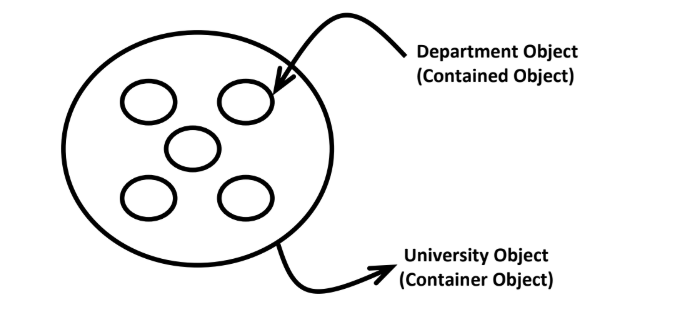 Department Object
(Contained Object)
University Object
(Container Object)